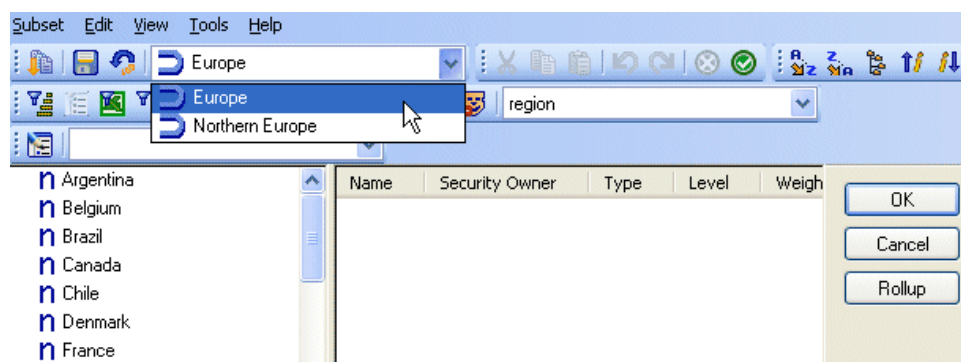 Subset Edit View Tools Help
Europe
Europe
region
Northern Europe
n Argentina
Name Security Owner Type Level Weigh
n Belgium
OK
n Brazil
Cancel
n Canada
n Chile
Rollup
n Denmark
n France